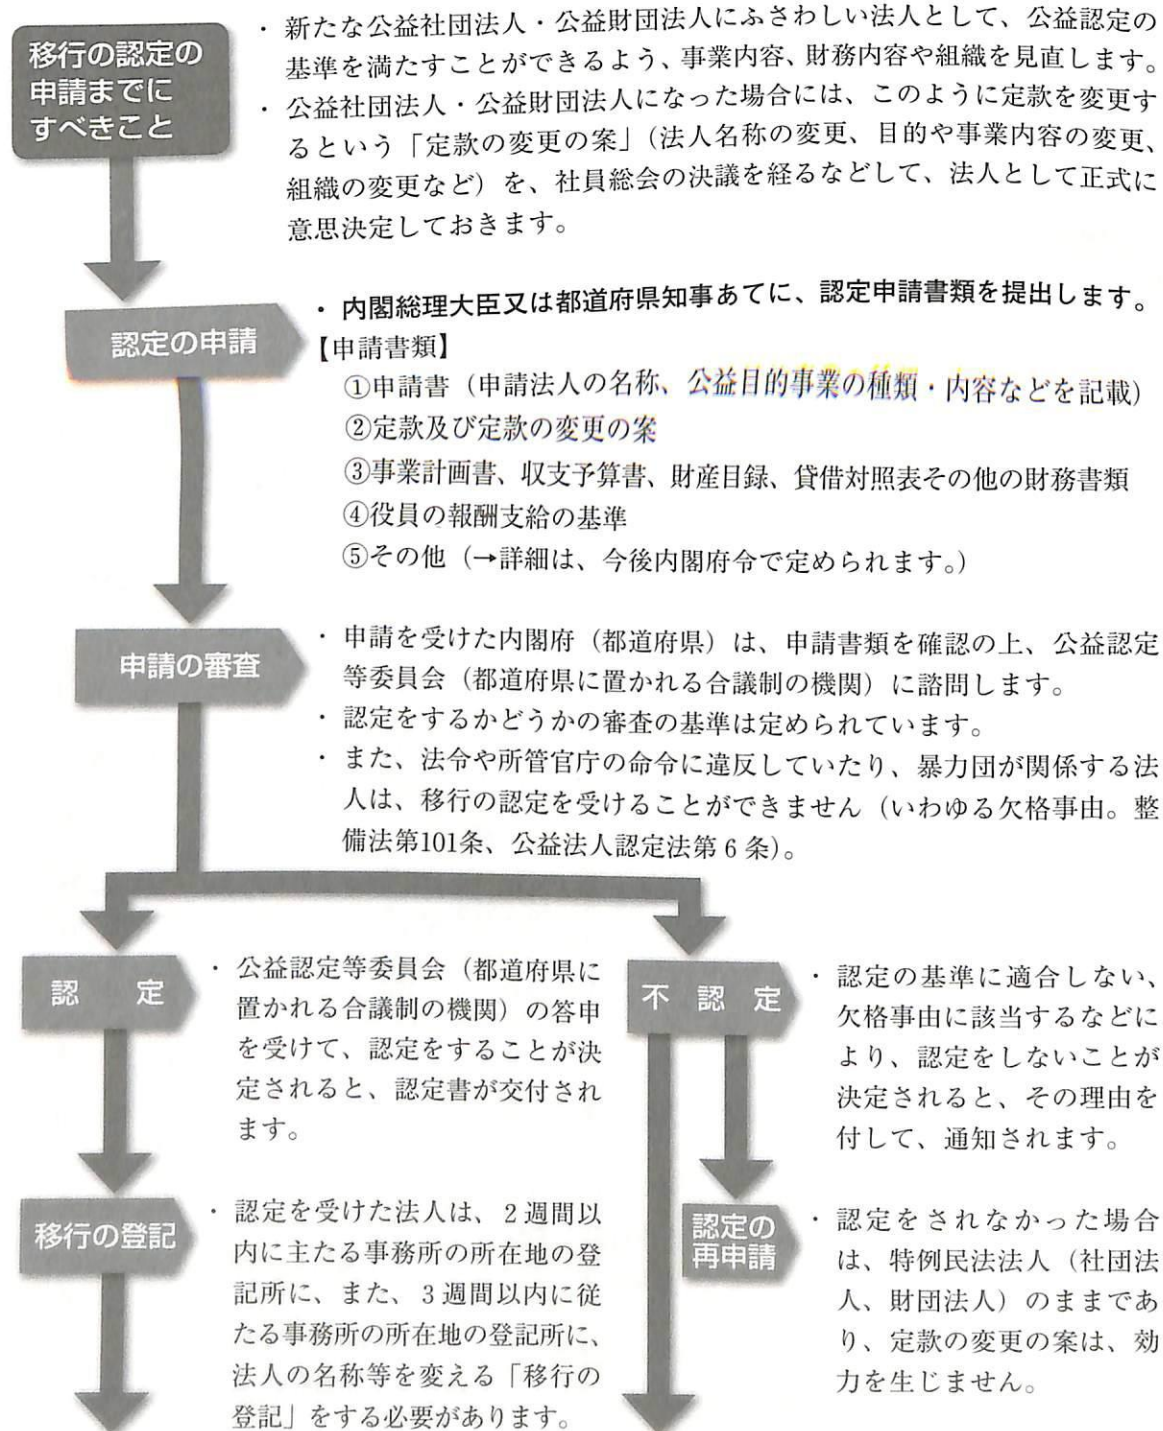 移行の認定の
申請までに
すべきこと
・ 新たな公益社団法人・公益財団法人にふさわしい法人として、公益認定の
基準を満たすことができるよう、事業内容、財務内容や組織を見直します。
・ 公益社団法人・公益財団法人になった場合には、このように定款を変更す
るという「定款の変更の案」（法人名称の変更、目的や事業内容の変更、
組織の変更など）を、社員総会の決議を経るなどして、法人として正式に
意思決定しておきます。
認定の申請
・ 内閣総理大臣又は都道府県知事あてに、認定申請書類を提出します。
【申請書類】
①申請書（申請法人の名称、公益目的事業の種類・内容などを記載）
②定款及び定款の変更の案
③事業計画書、収支予算書、財産目録、貸借対照表その他の財務書類
④役員の報酬支給の基準
⑤その他（→詳細は、今後内閣府令で定められます。）
申請の審査
・ 申請を受けた内閣府（都道府県）は、申請書類を確認の上、公益認定
等委員会（都道府県に置かれる合議制の機関）に諮問します。
・ 認定をするかどうかの審査の基準は定められています。
・ また、法令や所管官庁の命令に違反していたり、暴力団が関係する法
人は、移行の認定を受けることができません（いわゆる欠格事由。整
備法第101条、公益法人認定法第6条）。
認 定
・ 公益認定等委員会（都道府県に
置かれる合議制の機関）の答申
を受けて、認定をすることが決
定されると、認定書が交付され
ます。
不 認 定
・ 認定の基準に適合しない、
欠格事由に該当するなどに
より、認定をしないことが
決定されると、その理由を
付して、通知されます。
移行の登記
・ 認定を受けた法人は、2週間以
内に主たる事務所の所在地の登
記所に、また、3週間以内に従
たる事務所の所在地の登記所に、
法人の名称等を変える「移行の
登記」をする必要があります。
認定の
再申請
・ 認定をされなかった場合
は、特例民法法人（社団法
人、財団法人）のままであ
り、定款の変更の案は、効
力を生じません。